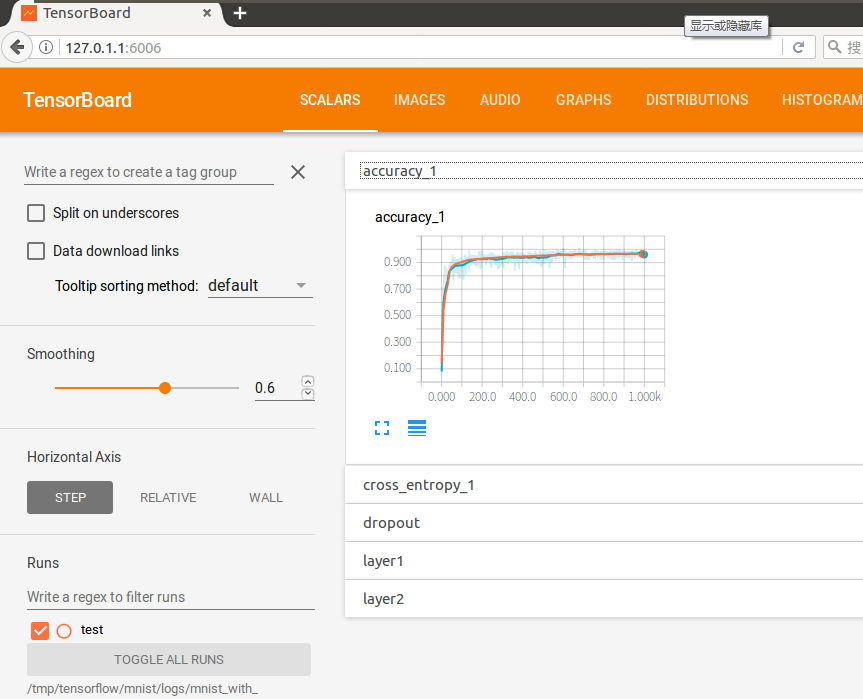 TensorBoard
显示或隐藏库
127.0.1.1:6006
搜
TensorBoard
SCALARS IMAGES AUDIO GRAPHS DISTRIBUTIONS HISTOGRAM
Write a regex to create a tag group
Split on underscores
Data download links
Tooltip sorting method: default
Smoothing
0.6
Horizontal Axis
STEP RELATIVE WALL
Runs
Write a regex to filter runs
test
TOGGLE ALL RUNS
/tmp/tensorflow/mnist/logs/mnist_with_
accuracy_1
accuracy_1
0.900
0.700
0.500
0.300
0.100
0.000 200.0 400.0 600.0 800.0 1.000k
cross_entropy_1
dropout
layer1
layer2